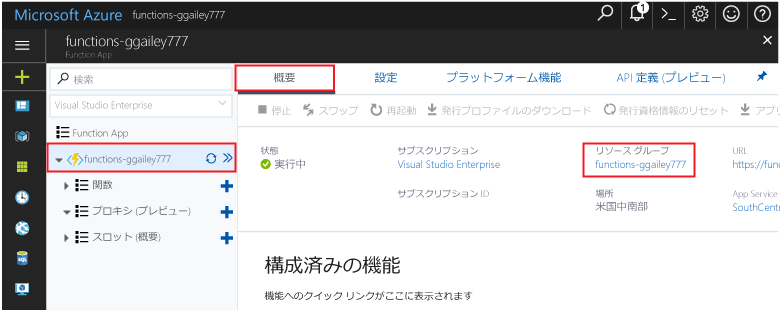 Microsoft Azure functions-ggailey777
1
functions-ggailey777
Function App
検索
Visual Studio Enterprise
Function App
functions-ggailey777
関数
プロキシ (プレビュー)
スロット (概要)
概要
設定
プラットフォーム機能
API 定義 (プレビュー)
停止
スワップ
再起動
発行プロファイルのダウンロード
発行資格情報のリセット
アプリ
状態
実行中
サブスクリプション
Visual Studio Enterprise
サブスクリプション ID
リソース グループ
functions-ggailey777
場所
米国中南部
URL
https://func
App Service
SouthCentr
構成済みの機能
機能へのクイック リンクがここに表示されます